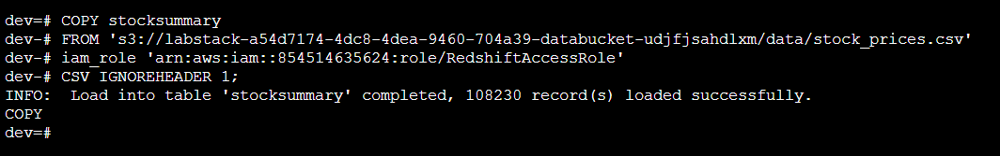 dev=# COPY stocksummary
dev-# FROM 's3://labstack-a54d7174-4dc8-4dea-9460-704a39-databucket-udjfjsahdlxm/data/stock_prices.csv'
dev-# iam_role 'arn:aws:iam::854514635624:role/RedshiftAccessRole'
dev-# CSV IGNOREHEADER 1;
INFO:  Load into table 'stocksummary' completed, 108230 record(s) loaded successfully.
COPY
dev=#